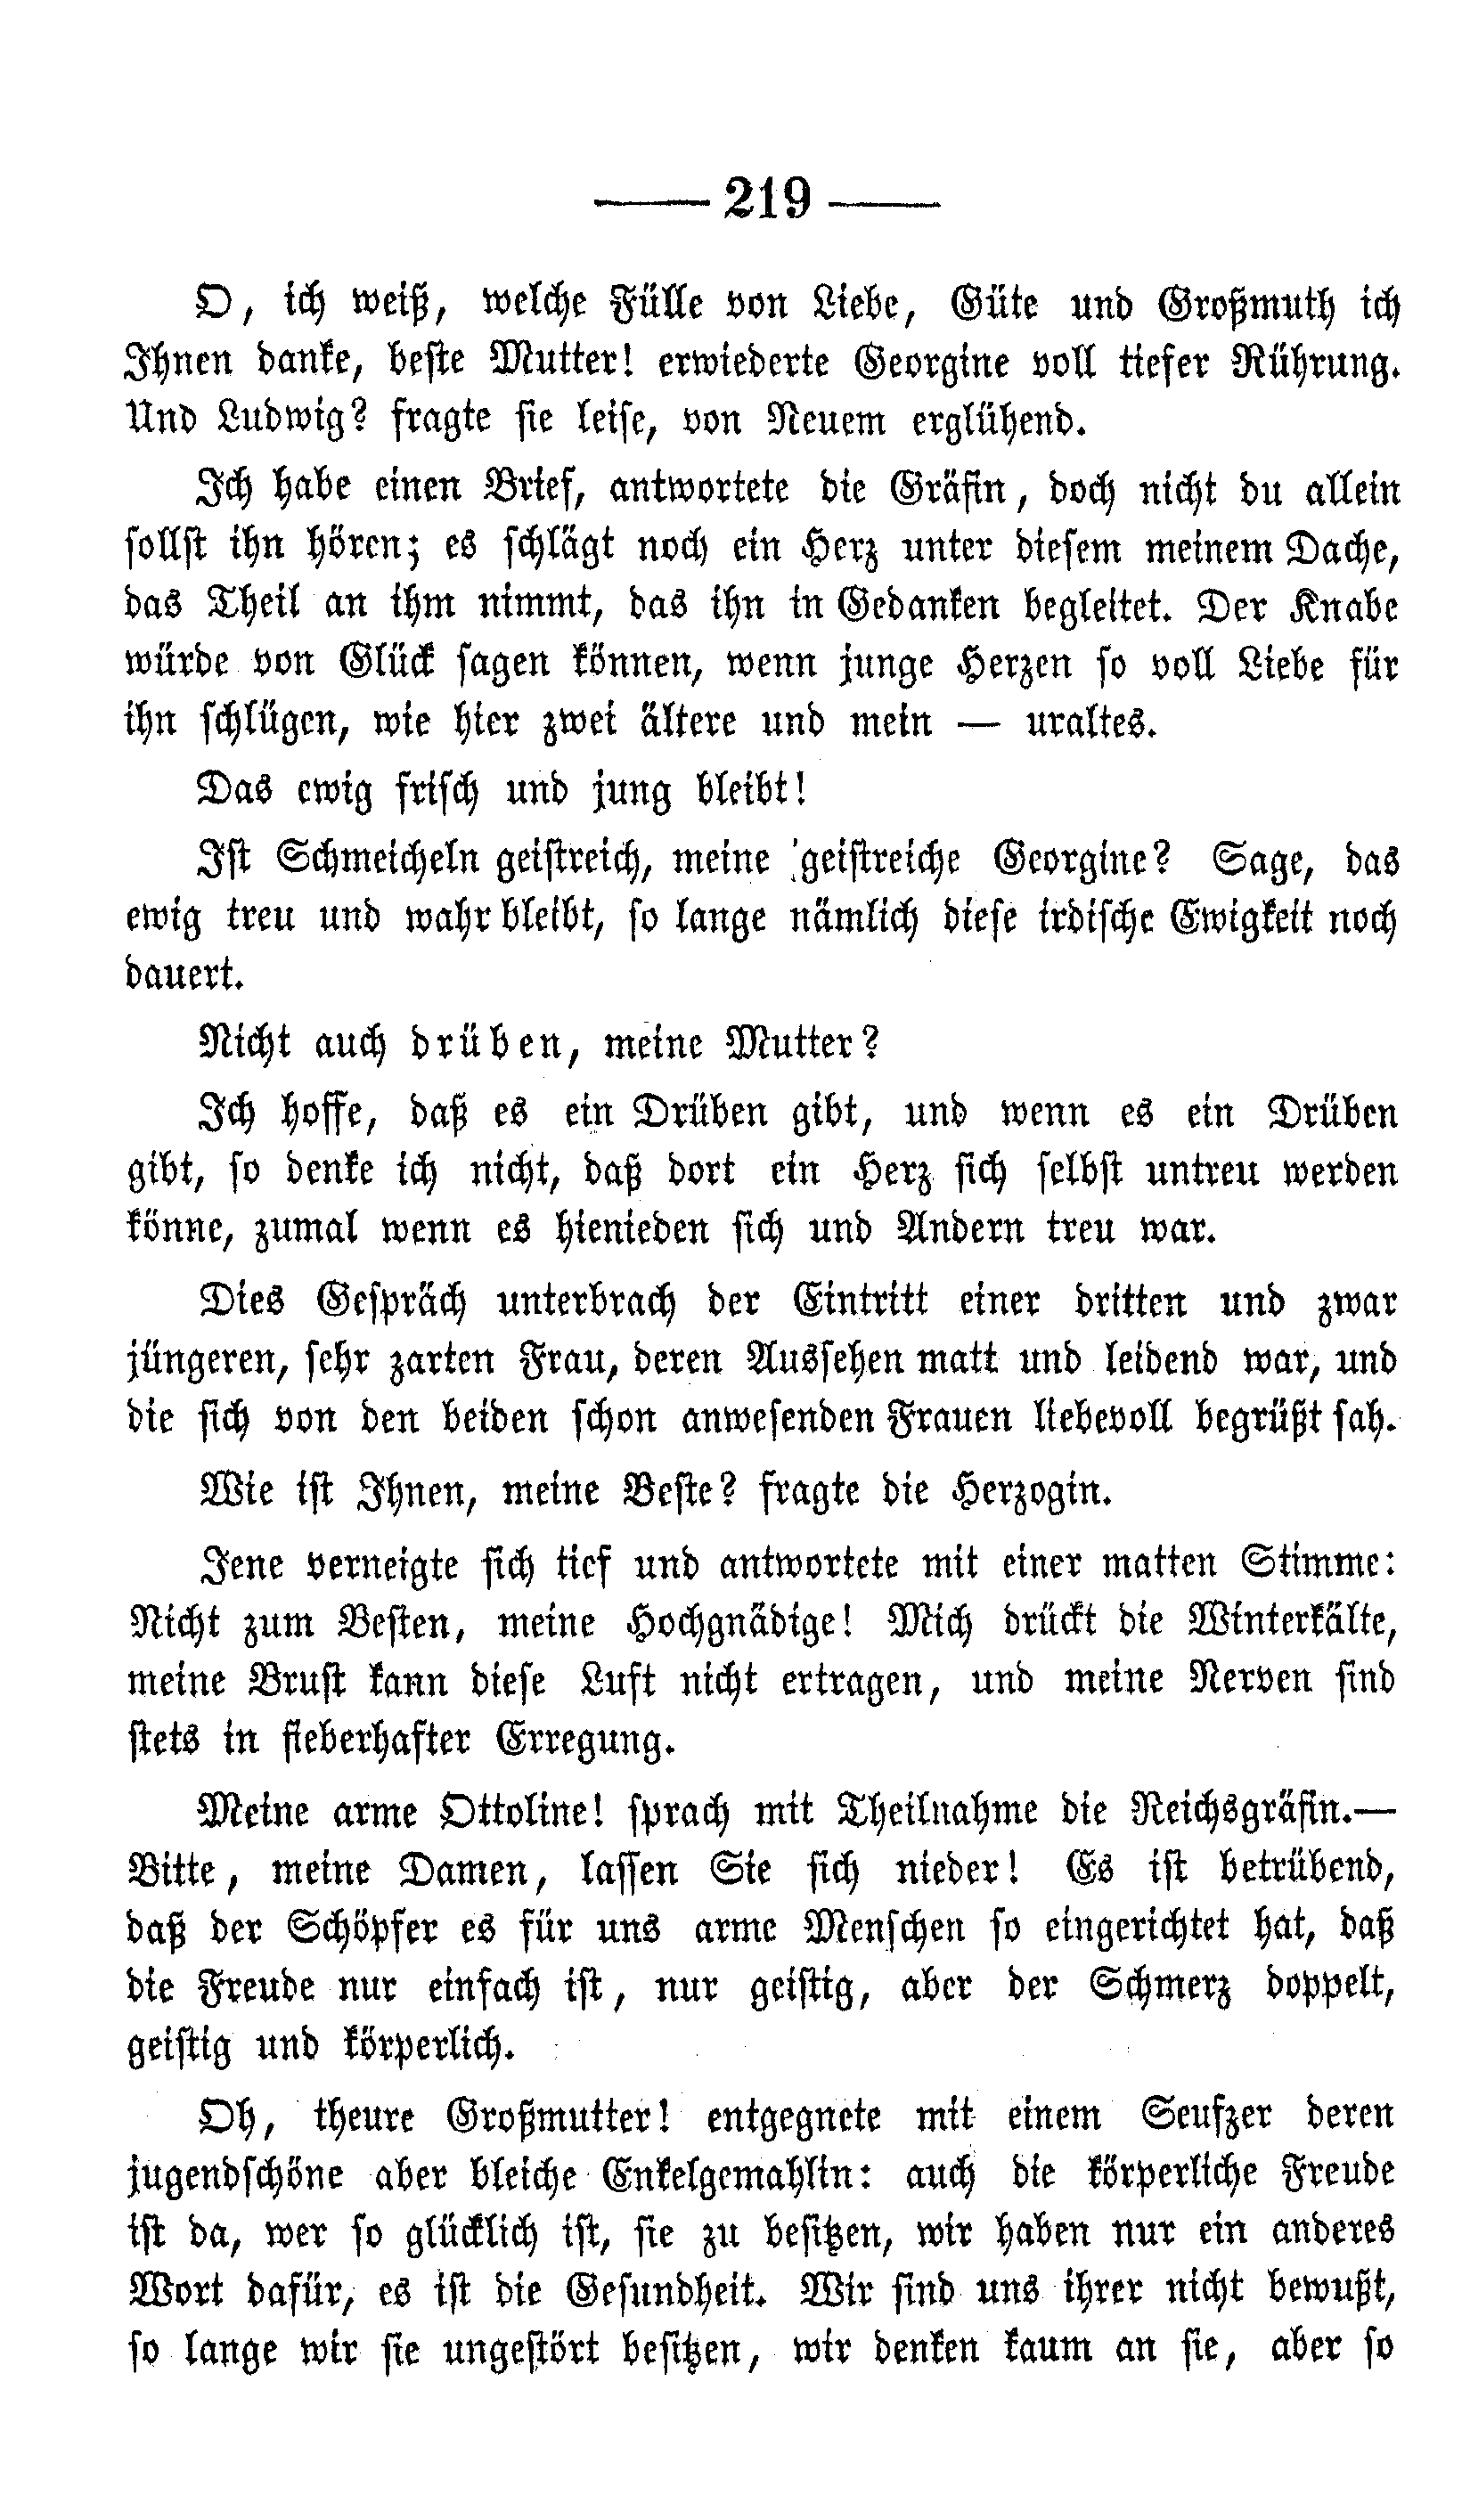 —— 219 ——
O, ich weiß, welche Fülle von Liebe, Güte und Großmuth ich
Ihnen danke, beste Mutter! erwiederte Georgine voll tiefer Rührung.
Und Ludwig? fragte sie leise, von Neuem erglühend.
Ich habe einen Brief, antwortete die Gräfin, doch nicht du allein
sollst ihn hören; es schlägt noch ein Herz unter diesem meinem Dache,
das Theil an ihm nimmt, das ihn in Gedanken begleitet. Der Knabe
würde von Glück sagen können, wenn junge Herzen so voll Liebe für
ihn schlügen, wie hier zwei ältere und mein — uraltes.
Das ewig frisch und jung bleibt!
Ist Schmeicheln geistreich, meine geistreiche Georgine? Sage, das
ewig treu und wahr bleibt, so lange nämlich diese irdische Ewigkeit noch
dauert.
Nicht auch drüben, meine Mutter?
Ich hoffe, daß es ein Drüben gibt, und wenn es ein Drüben
gibt, so denke ich nicht, daß dort ein Herz sich selbst untreu werden
könne, zumal wenn es hienieden sich und Andern treu war.
Dies Gespräch unterbrach der Eintritt einer dritten und zwar
jüngeren, sehr zarten Frau, deren Aussehen matt und leidend war, und
die sich von den beiden schon anwesenden Frauen liebevoll begrüßt sah.
Wie ist Ihnen, meine Beste? fragte die Herzogin.
Jene verneigte sich tief und antwortete mit einer matten Stimme:
Nicht zum Besten, meine Hochgnädige! Mich drückt die Winterkälte,
meine Brust kann diese Luft nicht ertragen, und meine Nerven sind
stets in fieberhafter Erregung.
Meine arme Ottoline! sprach mit Theilnahme die Reichsgräfin.—
Bitte, meine Damen, lassen Sie sich nieder! Es ist betrübend,
daß der Schöpfer es für uns arme Menschen so eingerichtet hat, daß
die Freude nur einfach ist, nur geistig, aber der Schmerz doppelt,
geistig und körperlich.
Oh, theure Großmutter! entgegnete mit einem Seufzer deren
jugendschöne aber bleiche Enkelgemahlin: auch die körperliche Freude
ist da, wer so glücklich ist, sie zu besitzen, wir haben nur ein anderes
Wort dafür, es ist die Gesundheit. Wir sind uns ihrer nicht bewußt,
so lange wir sie ungestört besitzen, wir denken kaum an sie, aber so